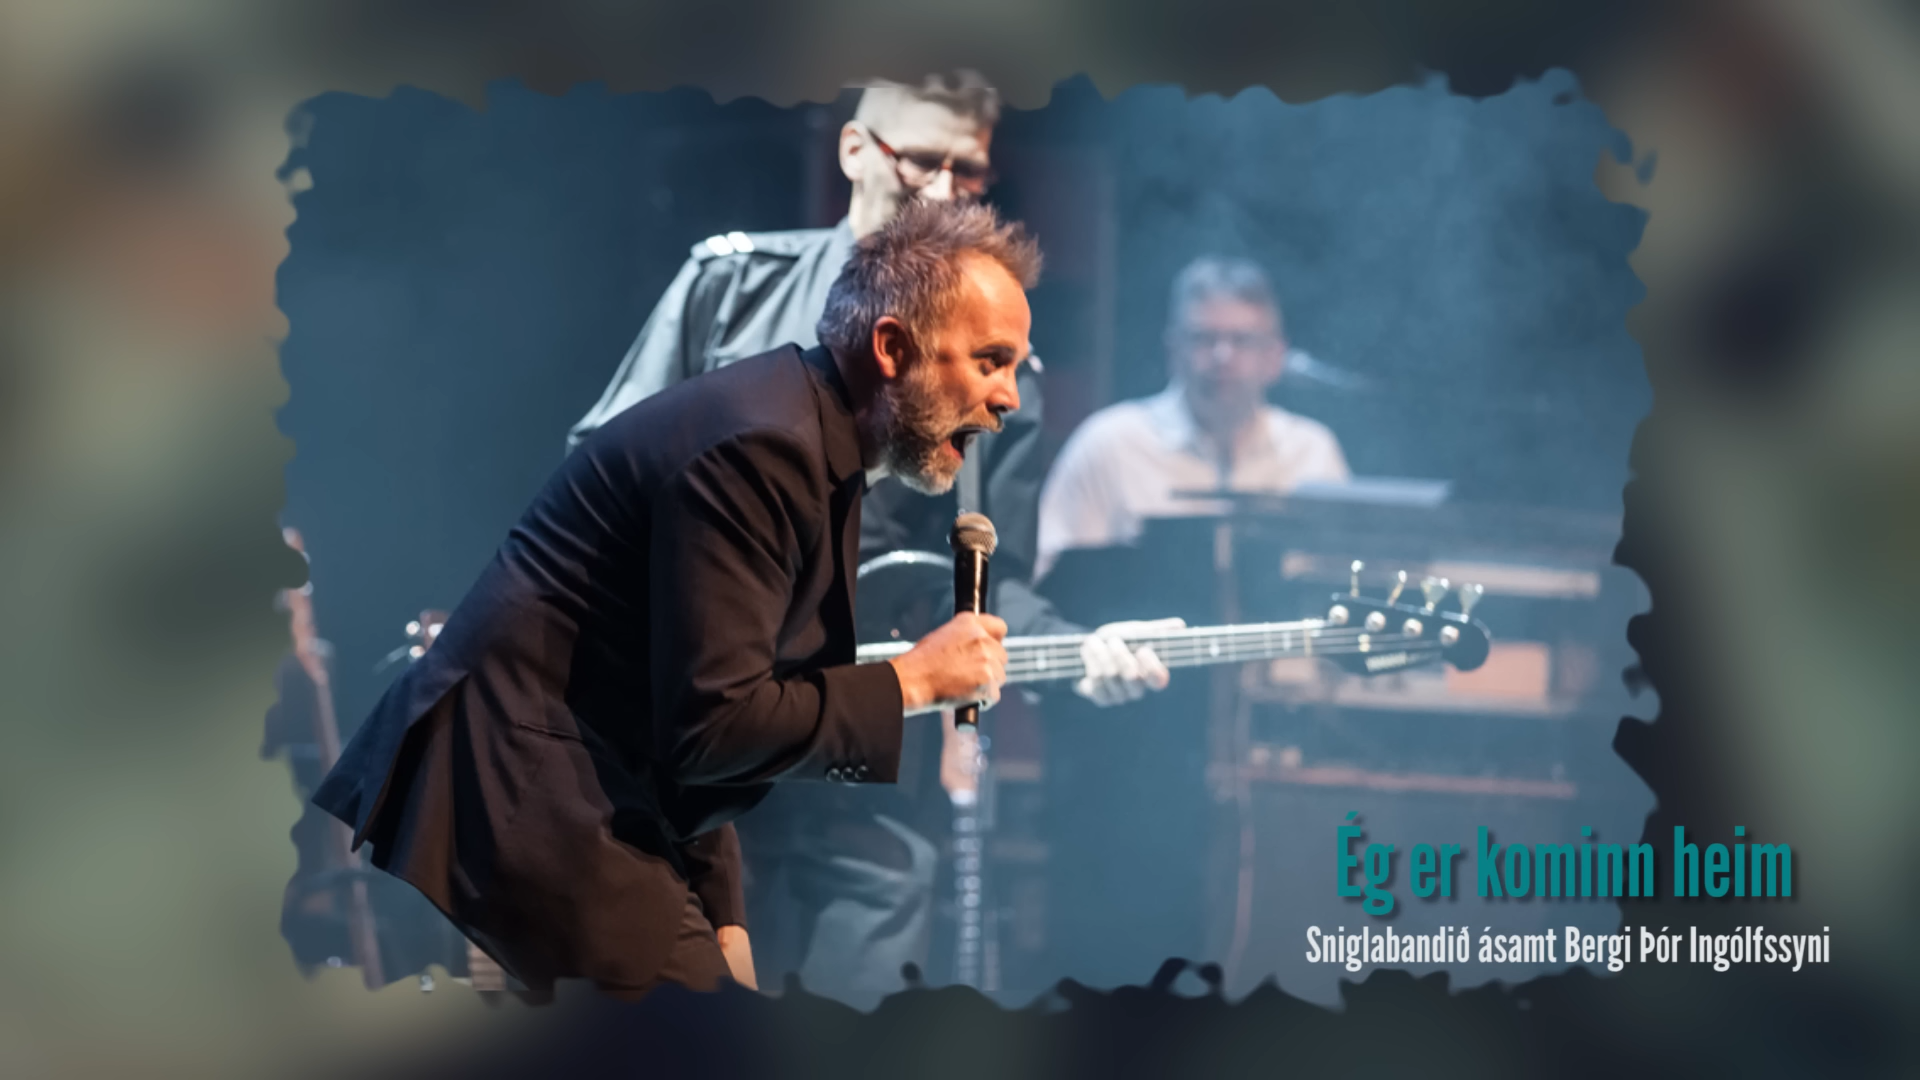 Ég er kominn heim
Sniglabandið ásamt Bergi Þór Ingólfssyni